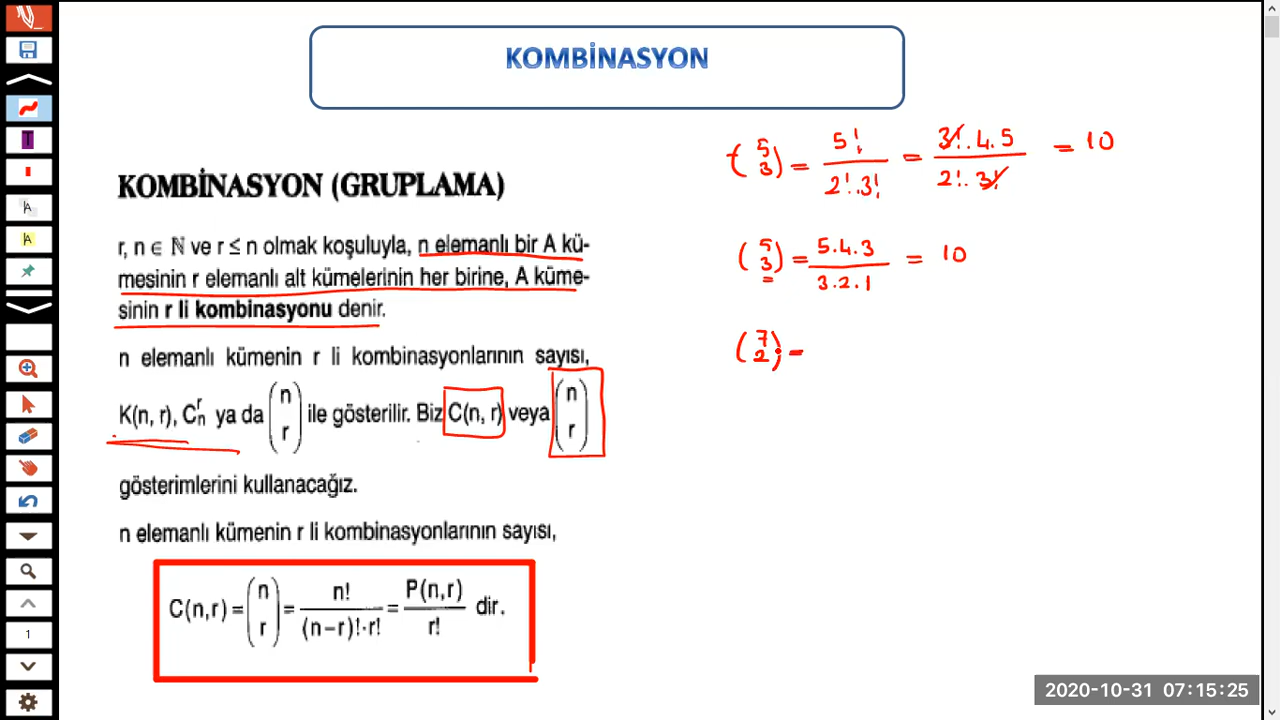 KOMBİNASYON
KOMBİNASYON (GRUPLAMA)
r, n ∈ ℕ ve r ≤ n olmak koşuluyla, n elemanlı bir A kü-
mesinin r elemanlı alt kümelerinin her birine, A küme-
sinin r li kombinasyonu denir.
n elemanlı kümenin r li kombinasyonlarının sayısı,
K(n, r), C_n^r ya da (n r) ile gösterilir. Biz C(n, r) veya (n r)
gösterimlerini kullanacağız.
n elemanlı kümenin r li kombinasyonlarının sayısı,
C(n,r) = (n r) = n! / (n–r)!·r! = P(n,r) / r! dir.
(5 3) = 5! / 2!.3! = 3!.4.5 / 2!.3! = 10
(5 3) = 5.4.3 / 3.2.1 = 10
(7 2) =
T
A
A
1
2020-10-31 07:15:25